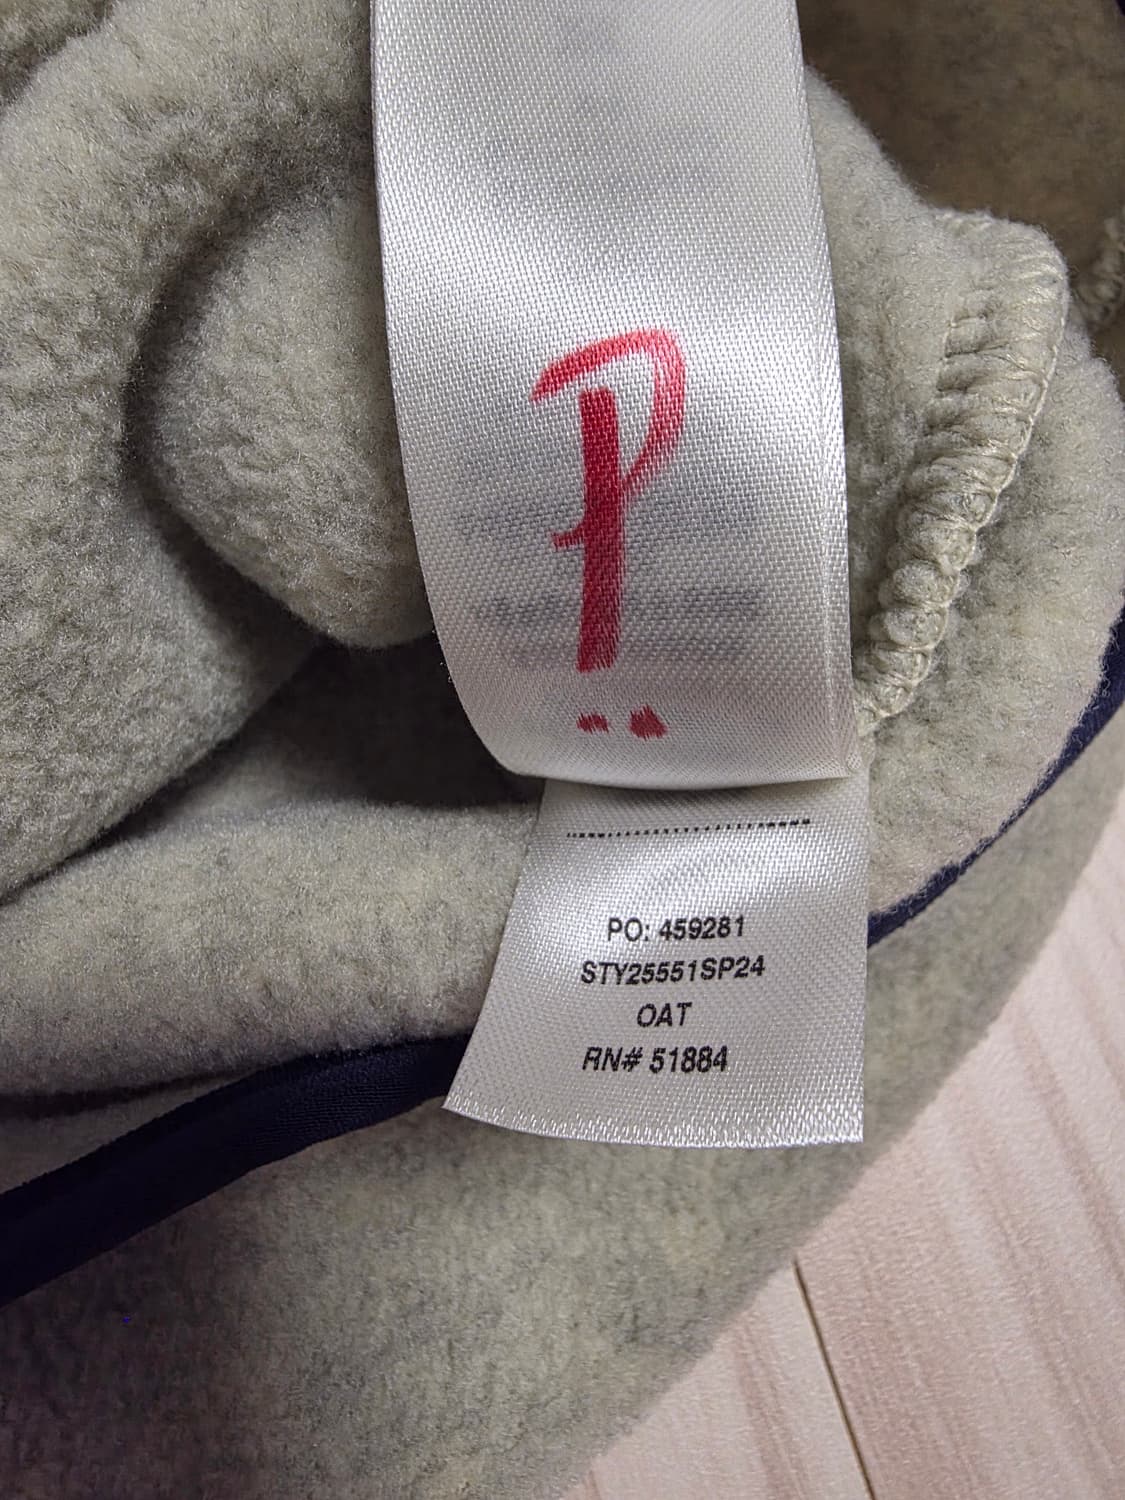 P
PO: 459281
STY25551SP24
OAT
RN# 51884